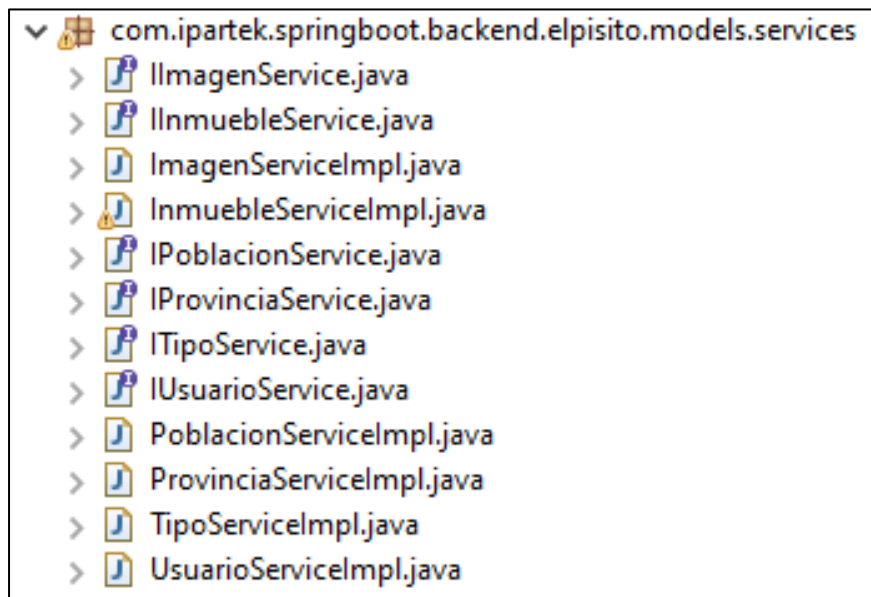 com.ipartek.springboot.backend.elpisito.models.services
IImagenService.java
IInmuebleService.java
ImagenServiceImpl.java
InmuebleServiceImpl.java
IPoblacionService.java
IProvinciaService.java
ITipoService.java
IUsuarioService.java
PoblacionServiceImpl.java
ProvinciaServiceImpl.java
TipoServiceImpl.java
UsuarioServiceImpl.java